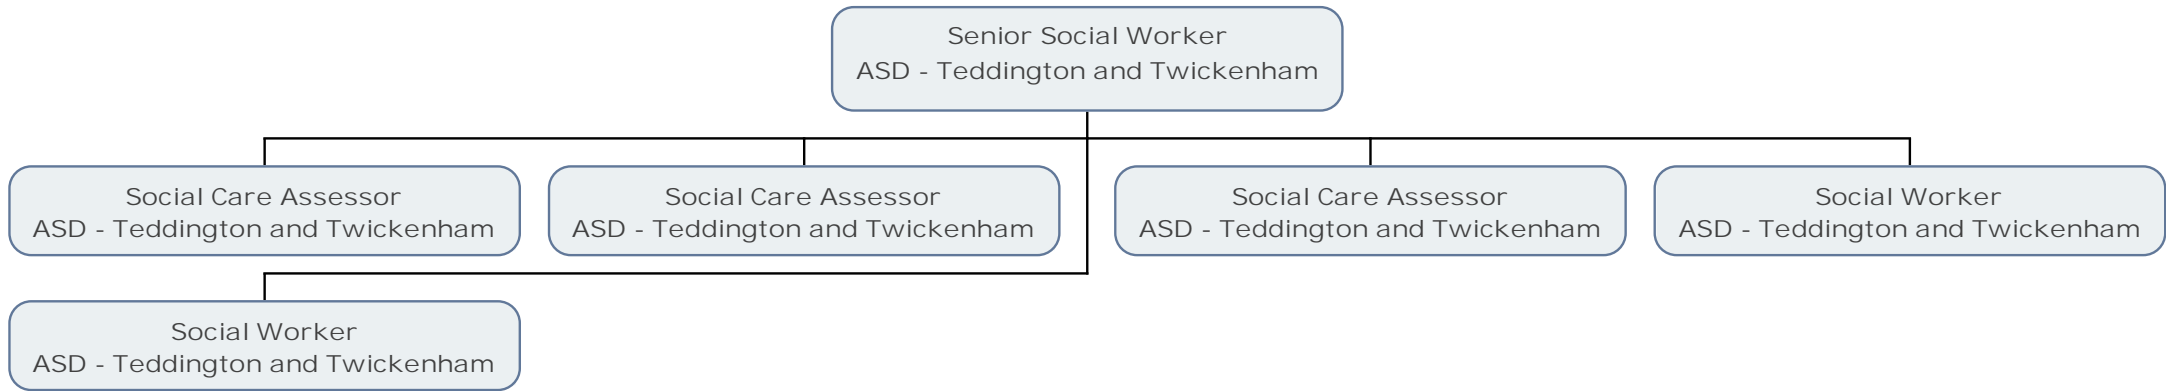 Senior Social Worker
ASD - Teddington and Twickenham
Social Care Assessor
ASD - Teddington and Twickenham
Social Care Assessor
ASD - Teddington and Twickenham
Social Care Assessor
ASD - Teddington and Twickenham
Social Worker
ASD - Teddington and Twickenham
Social Worker
ASD - Teddington and Twickenham